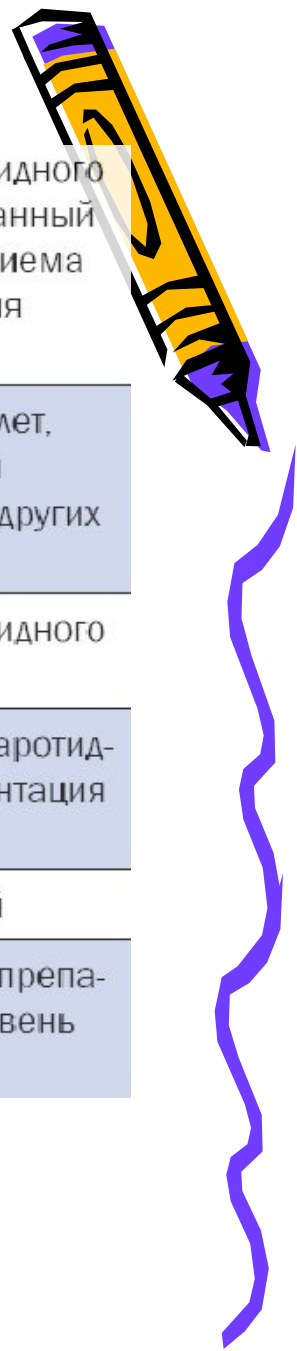 идного
анный
иема
ия
лет,
и
других
идного
аротид-
нтация
й
препа-
вень